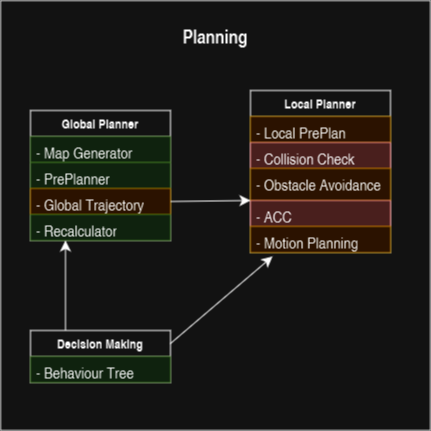 Planning
Global Planner
- Map Generator
- PrePlanner
- Global Trajectory
- Recalculator
Local Planner
- Local PrePlan
- Collision Check
- Obstacle Avoidance
- ACC
- Motion Planning
Decision Making
- Behaviour Tree